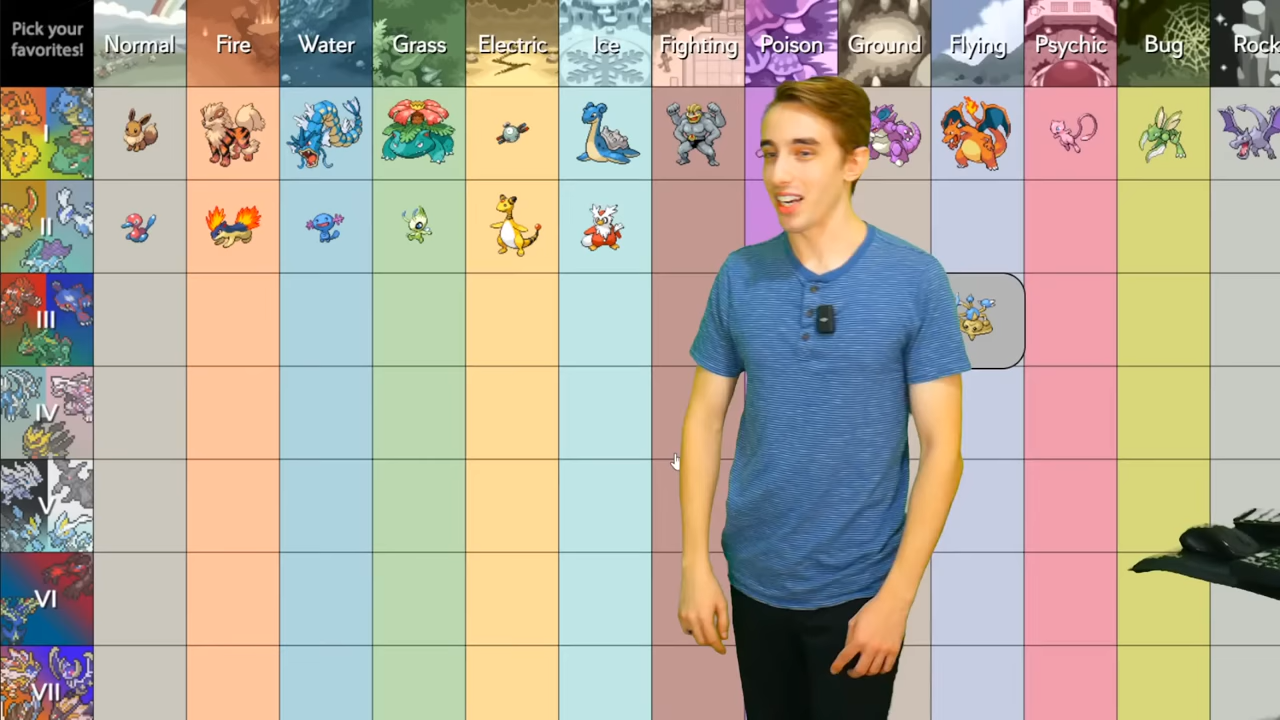 Pick your
favorites!
Normal Fire Water Grass Electric Ice Fighting Poison Ground Flying Psychic Bug Rock
I
II
III
IV
V
VI
VII